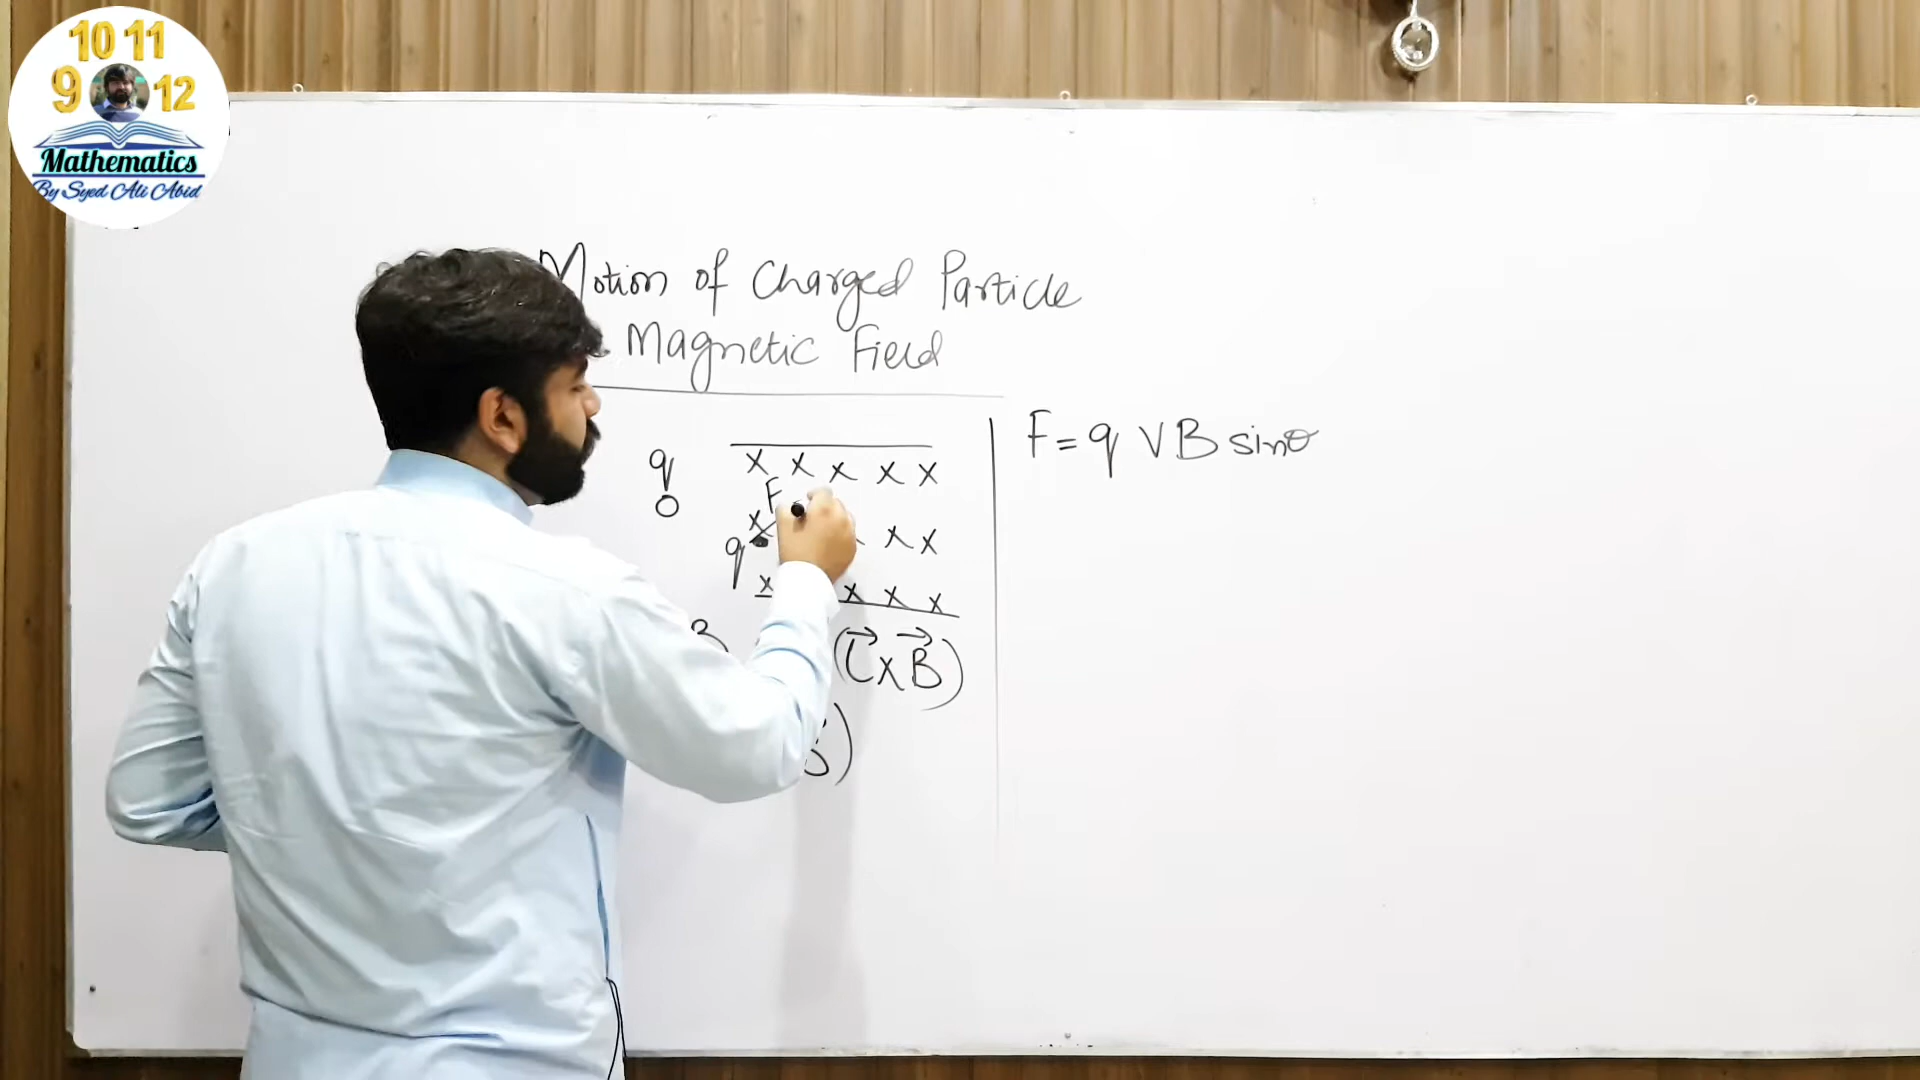 10 11
9 12
Mathematics
By Syed Ali Abid
Motion of Charged Particle
Magnetic Field
F = q V B sinθ
q x x x x x
F
x x x
q
x x x x
(L x B)
)